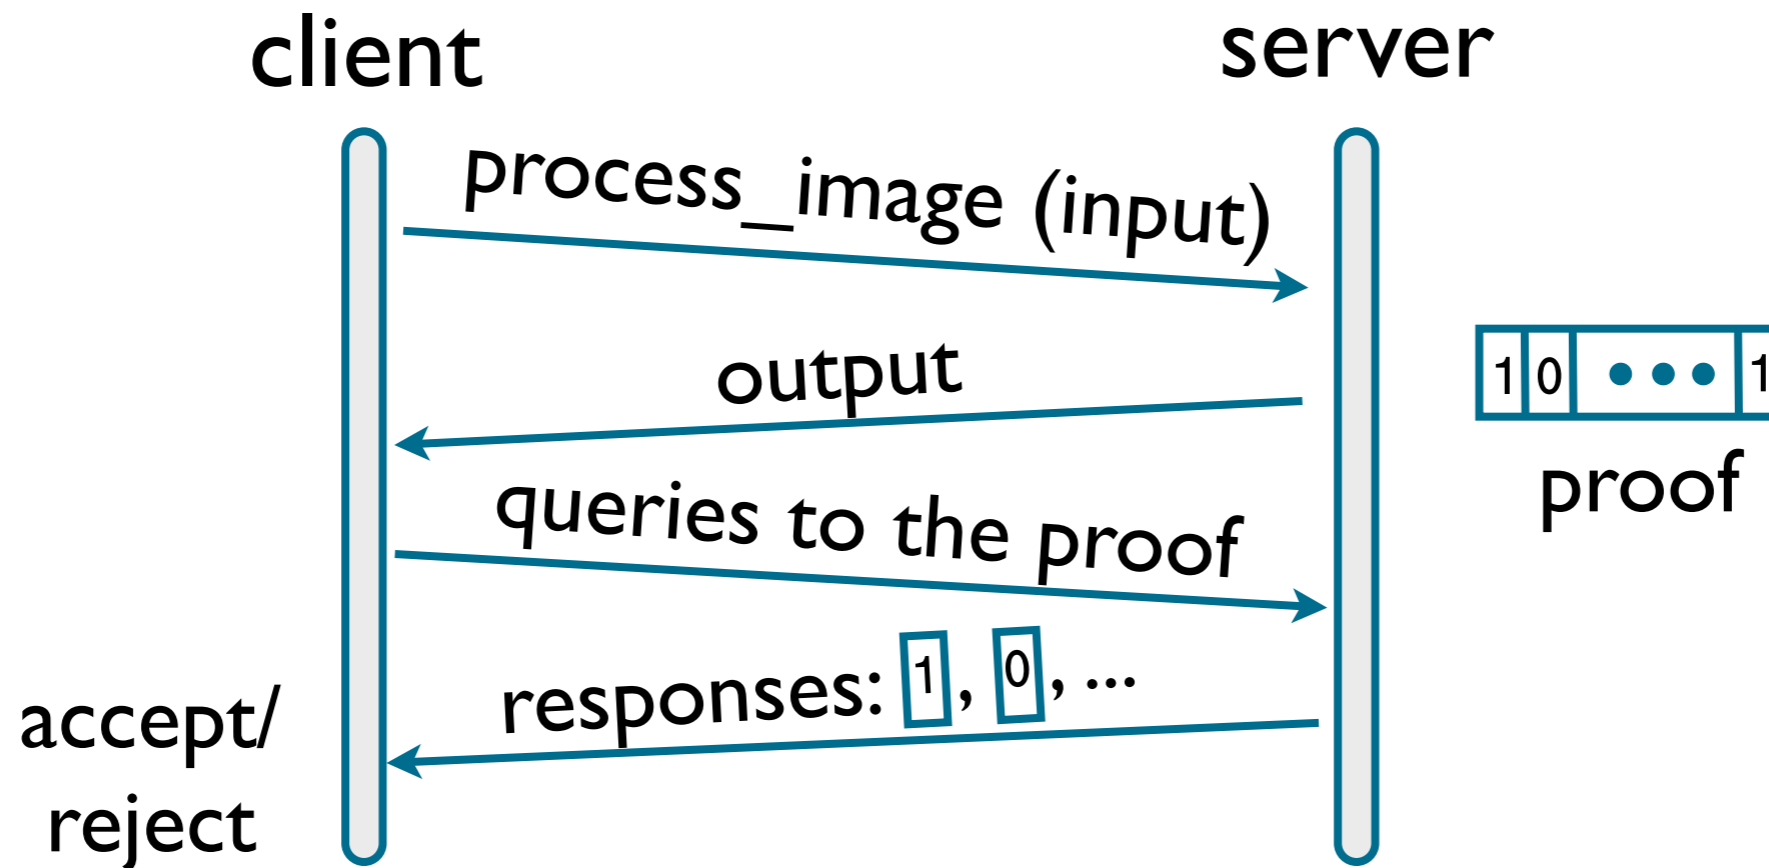 client
server
process_image (input)
output
1 0 ••• 1
proof
queries to the proof
responses: 1, 0, ...
accept/
reject